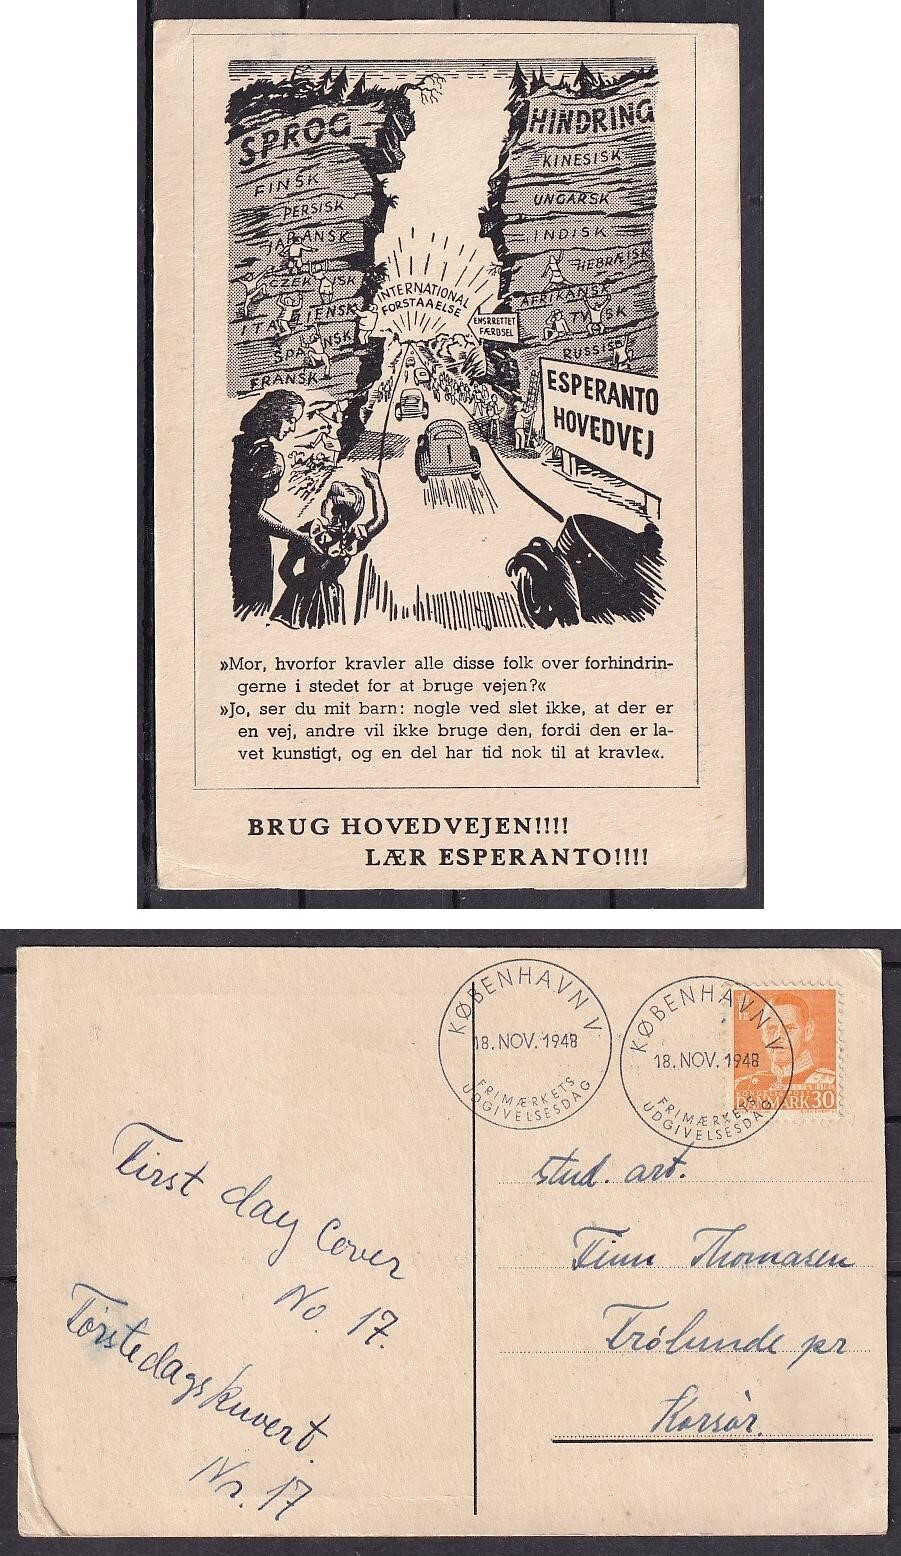 SPROG
HINDRING
FINSK
PERSISK
JAPANSK
CZEKISK
ITALIENSK
SPANSK
FRANSK
KINESISK
UNGARSK
INDISK
HEBRÆISK
AFRIKANSK
TYSK
RUSSISK
INTERNATIONAL
FORSTAAELSE
ENSRETTET
FÆRDSEL
ESPERANTO
HOVEDVEJ
»Mor, hvorfor kravler alle disse folk over forhindrin-
gerne i stedet for at bruge vejen?«
»Jo, ser du mit barn: nogle ved slet ikke, at der er
en vej, andre vil ikke bruge den, fordi den er la-
vet kunstigt, og en del har tid nok til at kravle«.
BRUG HOVEDVEJEN!!!!
LÆR ESPERANTO!!!!
KØBENHAVN V
18. NOV. 1948
FRIMÆRKETS
UDGIVELSESDAG
KØBENHAVN V
18. NOV. 1948
FRIMÆRKETS
UDGIVELSESDAG
DANMARK 30
First day Cover
No. 17.
Førstedagskuvert.
Nr. 17
stud. art.
Finn Thomasen
Frølunde pr
Korsør.